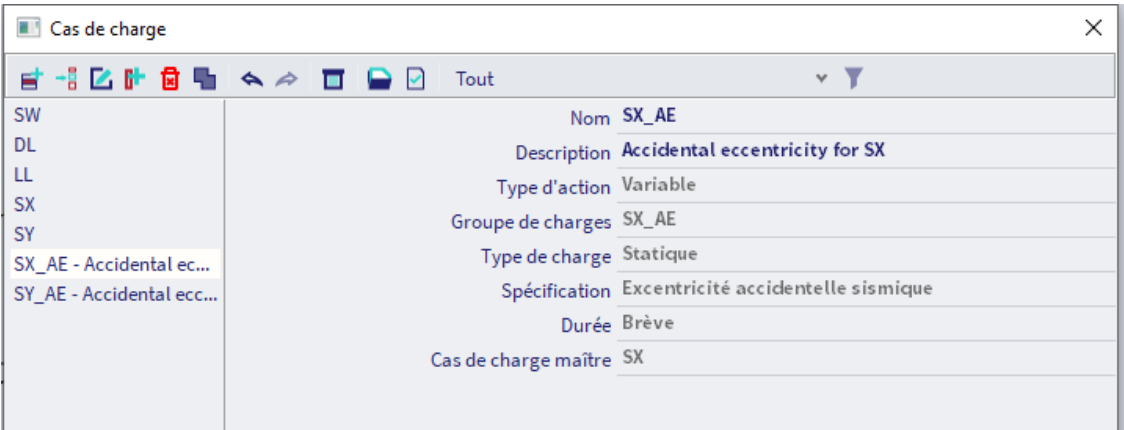 Cas de charge
Tout
SW
DL
LL
SX
SY
SX_AE - Accidental ec...
SY_AE - Accidental ecc...
Nom SX_AE
Description Accidental eccentricity for SX
Type d'action Variable
Groupe de charges SX_AE
Type de charge Statique
Spécification Excentricité accidentelle sismique
Durée Brève
Cas de charge maître SX